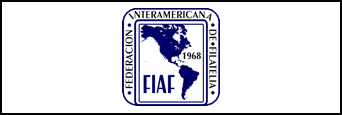 FEDERACION INTERAMERICANA DE•FILATELIA
1968
FIAF